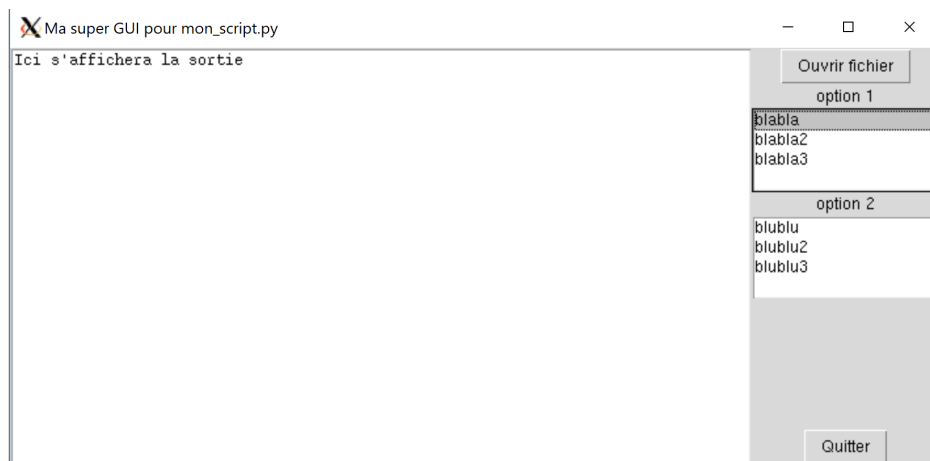 Ma super GUI pour mon_script.py
Ici s'affichera la sortie
Ouvrir fichier
option 1
blabla
blabla2
blabla3
option 2
blublu
blublu2
blublu3
Quitter